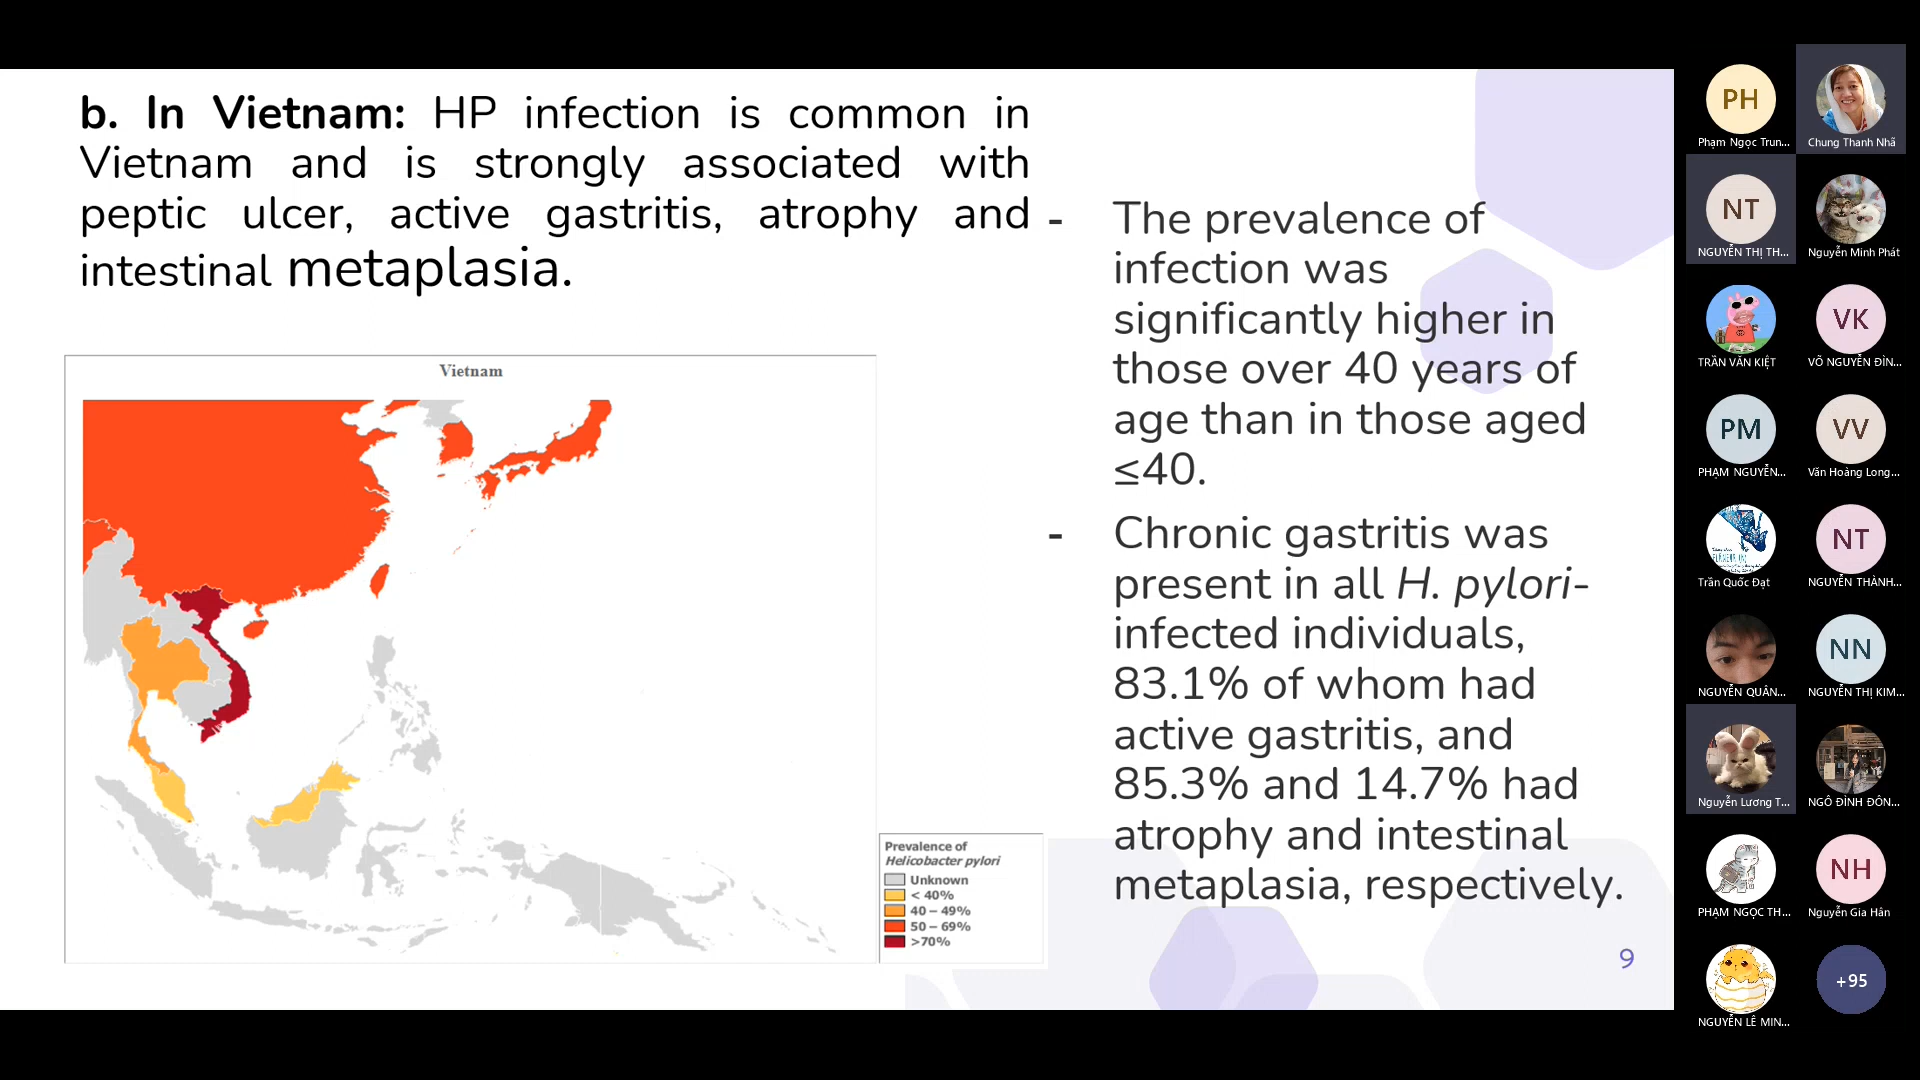 b. In Vietnam: HP infection is common in
Vietnam and is strongly associated with
peptic ulcer, active gastritis, atrophy and
intestinal metaplasia.
Vietnam
Prevalence of
Helicobacter pylori
Unknown
< 40%
40 – 49%
50 – 69%
>70%
- The prevalence of
infection was
significantly higher in
those over 40 years of
age than in those aged
≤40.
- Chronic gastritis was
present in all H. pylori-
infected individuals,
83.1% of whom had
active gastritis, and
85.3% and 14.7% had
atrophy and intestinal
metaplasia, respectively.
9
PH
Phạm Ngọc Trun...
Chung Thanh Nhã
NT
NGUYỄN THỊ TH...
Nguyễn Minh Phát
TRẦN VĂN KIỆT
VK
VÕ NGUYỄN ĐÌN...
PM
PHẠM NGUYỄN...
VV
Văn Hoàng Long...
Trần Quốc Đạt
NT
NGUYỄN THÀNH...
NGUYỄN QUÂN...
NN
NGUYỄN THỊ KIM...
Nguyễn Lương T...
NGÔ ĐÌNH ĐÔN...
PHẠM NGỌC TH...
NH
Nguyễn Gia Hân
NGUYỄN LÊ MIN...
+95